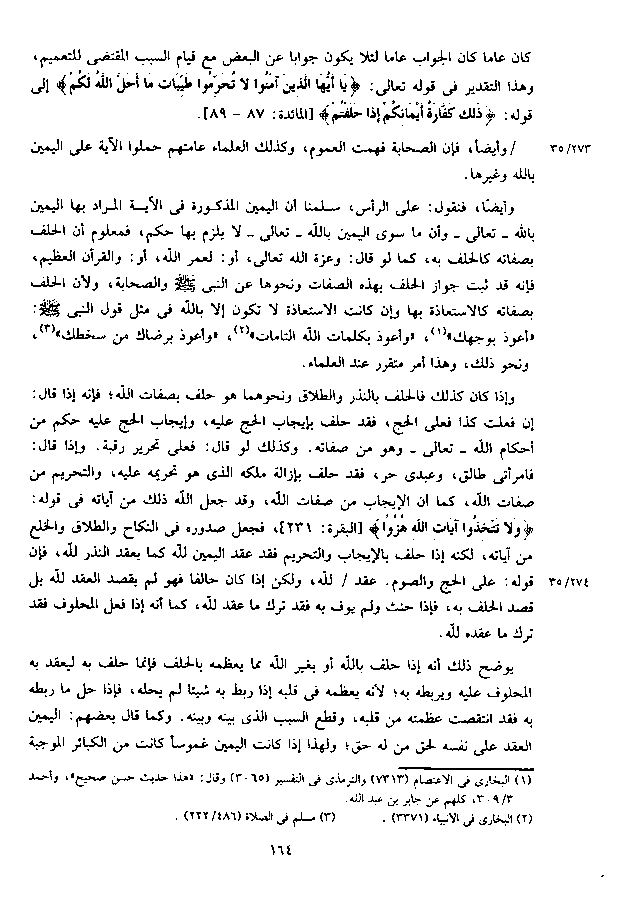 كان عاما كان الجواب عاما لئلا يكون جوابا عن البعض مع قيام السبب المقتضى للتعميم،
وهذا التقدير فى قوله تعالى: ﴿يَا أَيُّهَا الَّذِينَ آمَنُوا لا تُحَرِّمُوا طَيِّبَاتِ مَا أَحَلَّ اللَّهُ لَكُمْ﴾ إلى
قوله: ﴿ذَلِكَ كَفَّارَةُ أَيْمَانِكُمْ إِذَا حَلَفْتُمْ﴾ [المائدة: ٨٧ - ٨٩].
٣٥/٢٧٣ / وأيضاً، فإن الصحابة فهمت العموم، وكذلك العلماء عامتهم حملوا الآية على اليمين
بالله وغيرها.
وأيضًا، فنقول: على الرأس، سلمنا أن اليمين المذكورة فى الآية المراد بها اليمين
بالله ـ تعالى ـ وأن ما سوى اليمين بالله ـ تعالى ـ لا يلزم بها حكم، فمعلوم أن الحلف
بصفاته كالحلف به، كما لو قال: وعزة الله تعالى، أو: لعمر الله، أو: والقرآن العظيم،
فإنه قد ثبت جواز الحلف بهذه الصفات ونحوها عن النبى ﷺ والصحابة، ولأن الحلف
بصفاته كالاستعاذة بها وإن كانت الاستعاذة لا تكون إلا بالله فى مثل قول النبى ﷺ:
«أعوذ بوجهك»(١)، «وأعوذ بكلمات الله التامات»(٢)، «وأعوذ برضاك من سخطك»(٣)،
ونحو ذلك، وهذا أمر متقرر عند العلماء.
وإذا كان كذلك فالحلف بالنذر والطلاق ونحوهما هو حلف بصفات الله؛ فإنه إذا قال:
إن فعلت كذا فعلى الحج، فقد حلف بإيجاب الحج عليه، وإيجاب الحج عليه حكم من
أحكام الله ـ تعالى ـ وهو من صفاته. وكذلك لو قال: فعلى تحرير رقبة. وإذا قال:
فامرأتى طالق، وعبدى حر، فقد حلف بإزالة ملكه الذى هو تحريمه عليه، والتحريم من
صفات الله، كما أن الإيجاب من صفات الله، وقد جعل الله ذلك من آياته فى قوله:
﴿وَلا تَتَّخِذُوا آيَاتِ اللَّهِ هُزُوًا﴾ [البقرة: ٢٣١]، فجعل صدوره فى النكاح والطلاق والخلع
من آياته، لكنه إذا حلف بالإيجاب والتحريم فقد عقد اليمين لله كما يعقد النذر لله، فإن
٣٥/٢٧٤ قوله: على الحج والصوم. عقد / لله، ولكن إذا كان حالفا فهو لم يقصد العقد لله بل
قصد الحلف به، فإذا حنث ولم يوف به فقد ترك ما عقد لله، كما أنه إذا فعل المحلوف فقد
ترك ما عقده لله.
يوضح ذلك أنه إذا حلف بالله أو بغير الله مما يعظمه بالحلف فإنما حلف به ليعقد به
المحلوف عليه ويربطه به؛ لأنه يعظمه فى قلبه إذا ربط به شيئا لم يحله، فإذا حل ما ربطه
به فقد انتقصت عظمته من قلبه، وقطع السبب الذى بينه وبينه. وكما قال بعضهم: اليمين
العقد على نفسه لحق من له حق؛ ولهذا إذا كانت اليمين غموساً كانت من الكبائر الموجبة
(١) البخارى فى الاعتصام (٧٣١٣) والترمذى فى التفسير (٣٠٦٥) وقال: «هذا حديث حسن صحيح»، وأحمد
٣/ ٣٠٩، كلهم عن جابر بن عبد الله.
(٢) البخارى فى الأنبياء (٣٣٧١) . (٣) مسلم فى الصلاة (٢٢٢/٤٨٦) .
١٦٤